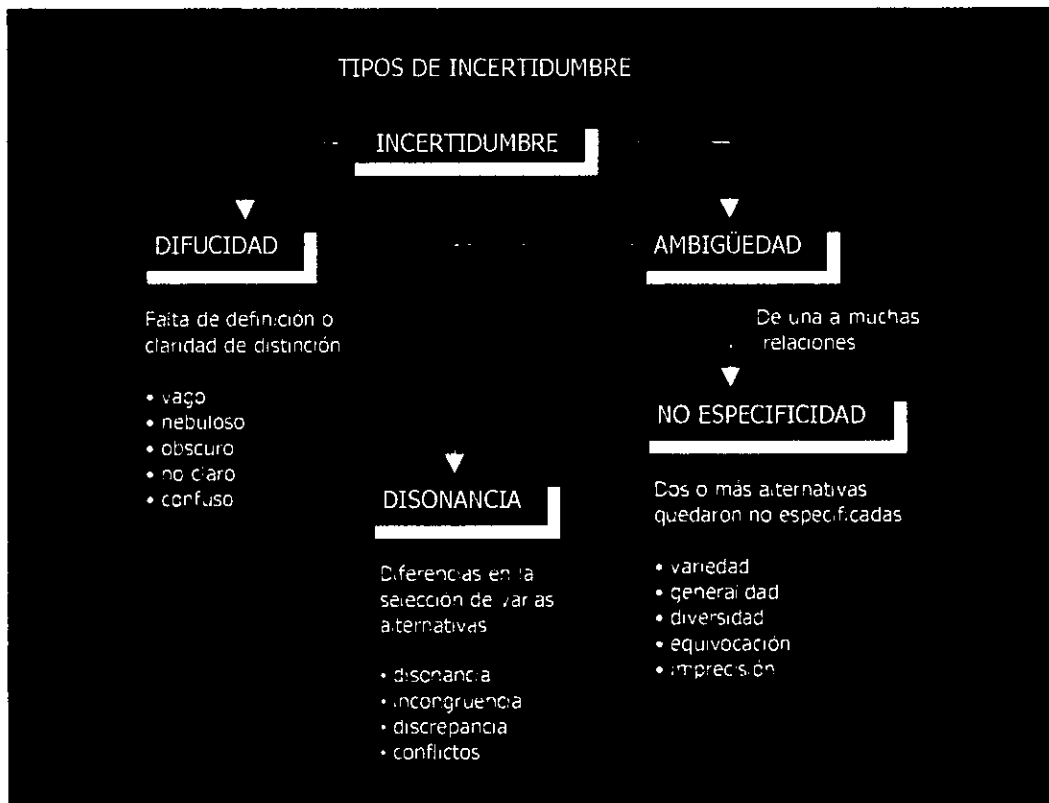 TIPOS DE INCERTIDUMBRE
INCERTIDUMBRE
DIFUCIDAD
Falta de definición o
claridad de distinción
• vago
• nebuloso
• obscuro
• no claro
• confuso
AMBIGÜEDAD
De una a muchas
relaciones
DISONANCIA
Diferencias en la
selección de varias
alternativas
• disonancia
• incongruencia
• discrepancia
• conflictos
NO ESPECIFICIDAD
Dos o más alternativas
quedaron no especificadas
• variedad
• generalidad
• diversidad
• equivocación
• imprecisión